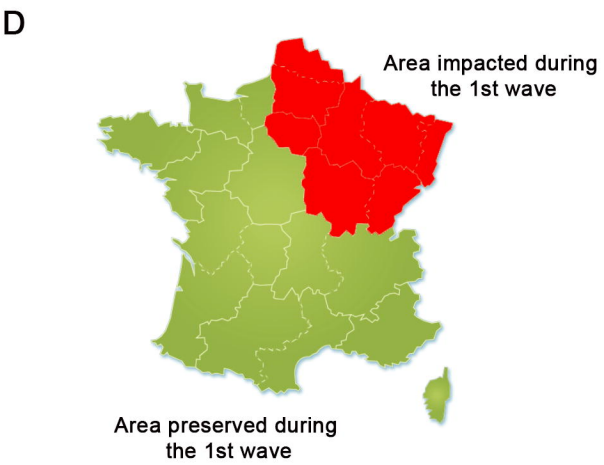 D
Area impacted during
the 1st wave
Area preserved during
the 1st wave